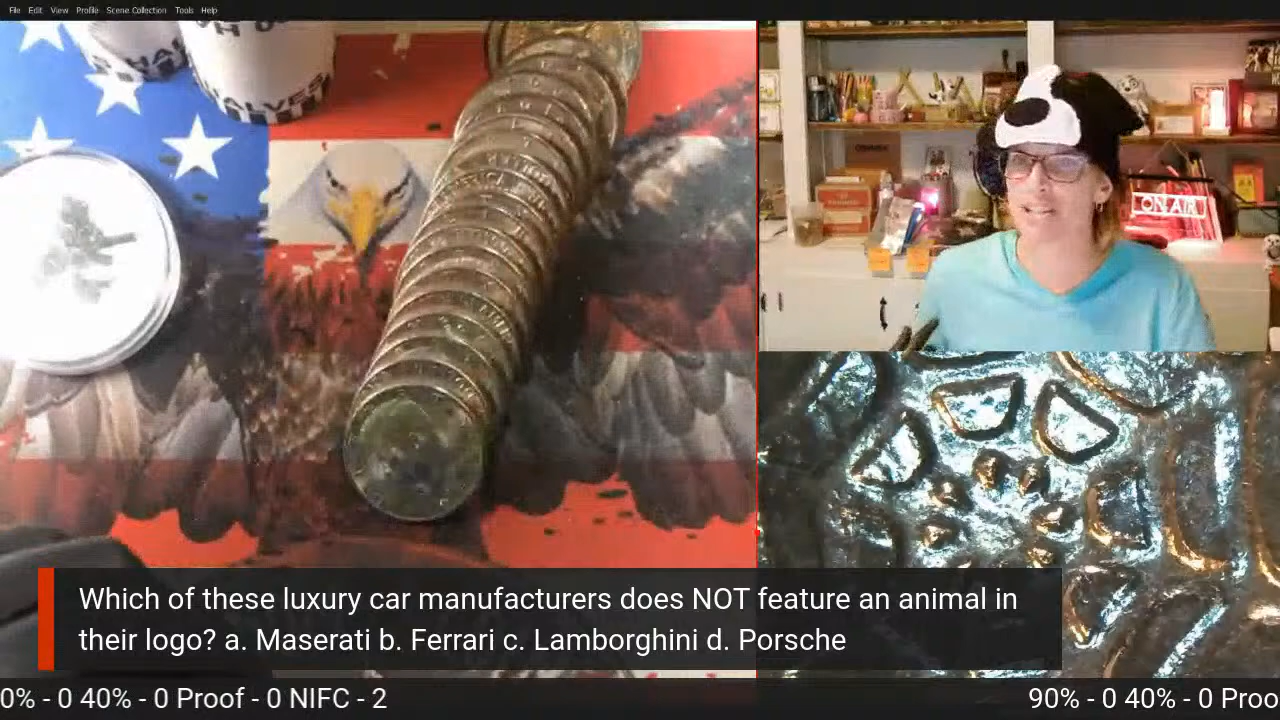 File Edit View Profile Scene Collection Tools Help
ON AIR
Which of these luxury car manufacturers does NOT feature an animal in
their logo? a. Maserati b. Ferrari c. Lamborghini d. Porsche
0% - 0 40% - 0 Proof - 0 NIFC - 2
90% - 0 40% - 0 Proo